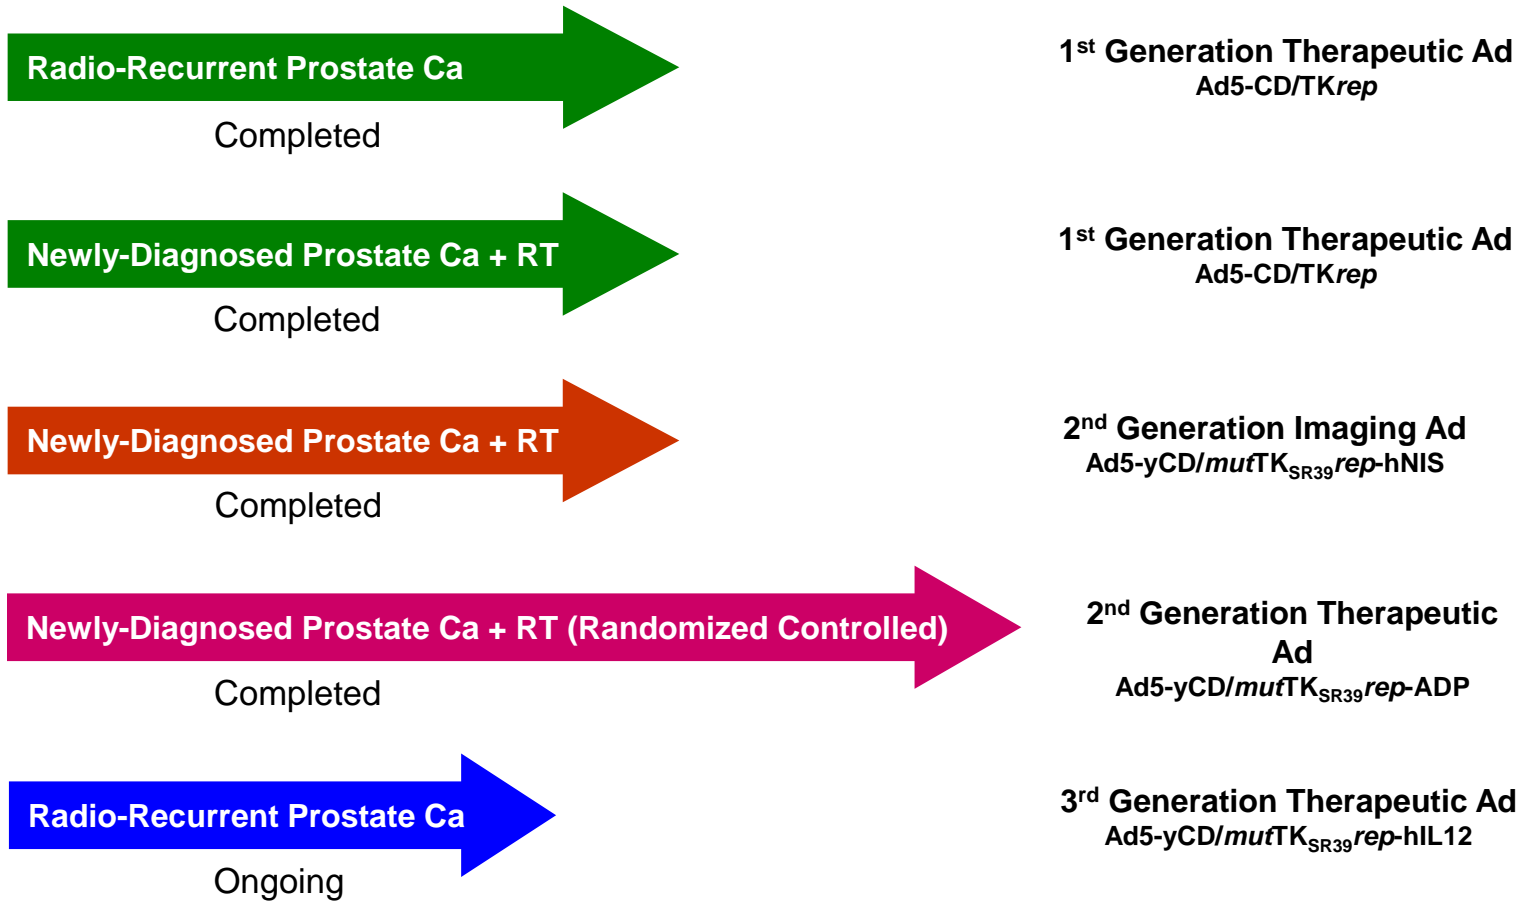 Radio-Recurrent Prostate Ca
1st Generation Therapeutic Ad
Ad5-CD/TKrep
Completed
Newly-Diagnosed Prostate Ca + RT
1st Generation Therapeutic Ad
Ad5-CD/TKrep
Completed
Newly-Diagnosed Prostate Ca + RT
2nd Generation Imaging Ad
Ad5-yCD/mutTKSR39rep-hNIS
Completed
Newly-Diagnosed Prostate Ca + RT (Randomized Controlled)
2nd Generation Therapeutic
Ad
Ad5-yCD/mutTKSR39rep-ADP
Completed
Radio-Recurrent Prostate Ca
3rd Generation Therapeutic Ad
Ad5-yCD/mutTKSR39rep-hIL12
Ongoing